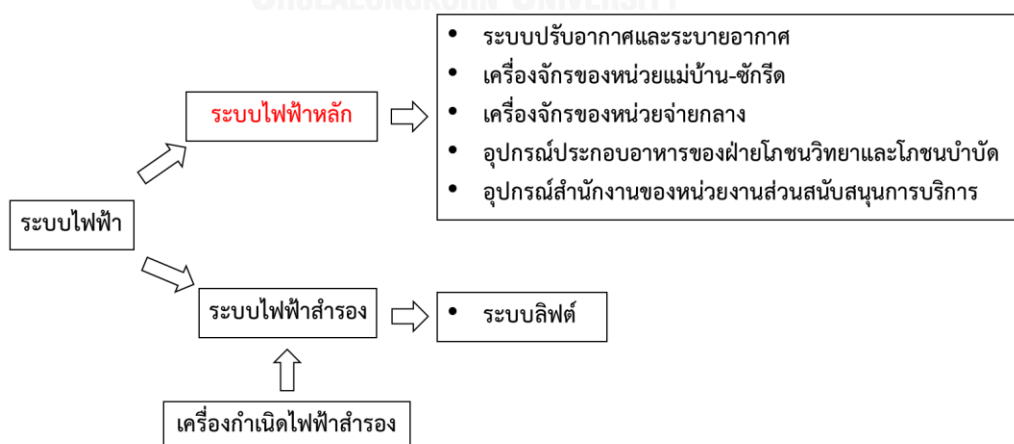 CHULALONGKORN UNIVERSITY
• ระบบปรับอากาศและระบายอากาศ
• เครื่องจักรของหน่วยแม่บ้าน-ซักรีด
ระบบไฟฟ้าหลัก
• เครื่องจักรของหน่วยจ่ายกลาง
• อุปกรณ์ประกอบอาหารของฝ่ายโภชนวิทยาและโภชนบำบัด
• อุปกรณ์สำนักงานของหน่วยงานส่วนสนับสนุนการบริการ
ระบบไฟฟ้า
ระบบไฟฟ้าสำรอง
• ระบบลิฟต์
เครื่องกำเนิดไฟฟ้าสำรอง